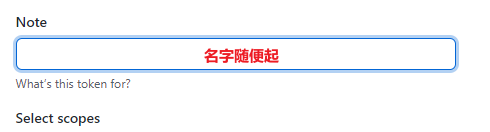 Note
名字随便起
What's this token for?
Select scopes